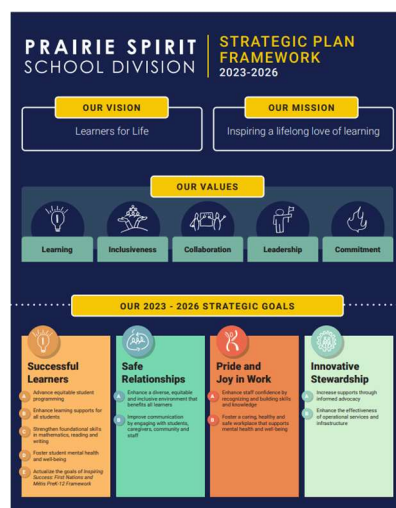 PRAIRIE SPIRIT
SCHOOL DIVISION
STRATEGIC PLAN
FRAMEWORK
2023-2026
OUR VISION
Learners for Life
OUR MISSION
Inspiring a lifelong love of learning
OUR VALUES
Learning
Inclusiveness
Collaboration
Leadership
Commitment
OUR 2023 - 2026 STRATEGIC GOALS
Successful
Learners
A Advance equitable student
programming
B Enhance learning supports for
all students
C Strengthen foundational skills
in mathematics, reading and
writing
D Foster student mental health
and well-being
E Actualize the goals of Inspiring
Success: First Nations and
Métis PreK-12 Framework
Safe
Relationships
A Enhance a diverse, equitable
and inclusive environment that
benefits all learners
B Improve communication
by engaging with students,
caregivers, community and
staff
Pride and
Joy in Work
A Enhance staff confidence by
recognizing and building skills
and knowledge
B Foster a caring, healthy and
safe workplace that supports
mental health and well-being
Innovative
Stewardship
A Increase supports through
informed advocacy
B Enhance the effectiveness
of operational services and
infrastructure